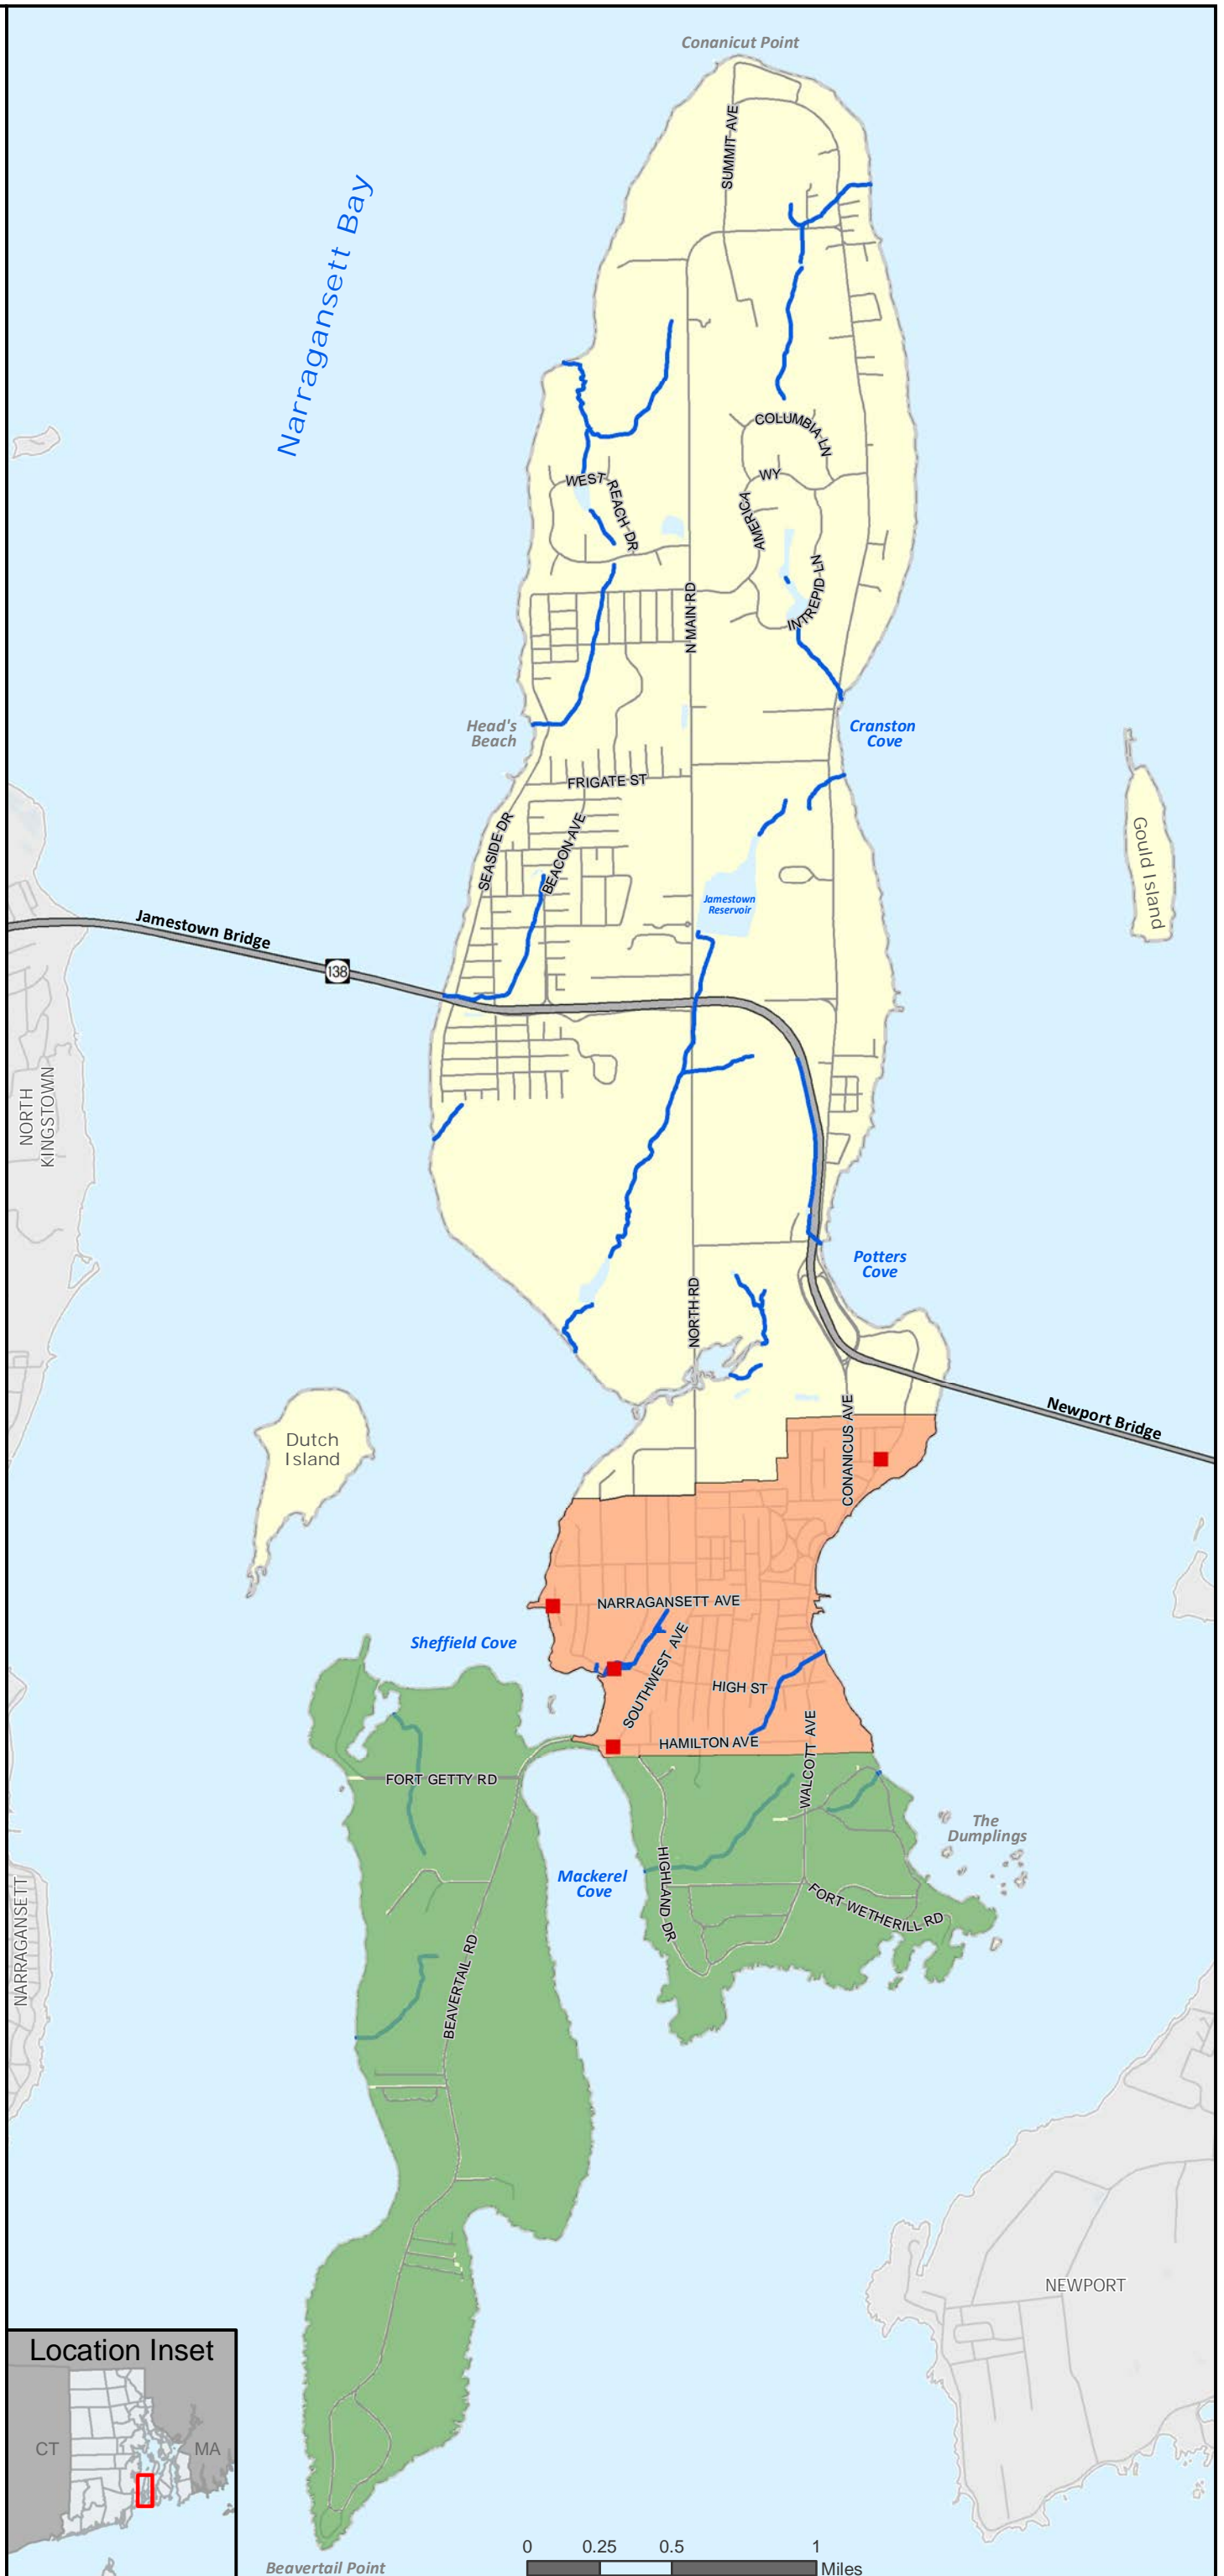 Conanicut Point
SUMMIT AVE
Narragansett Bay
COLUMBIA LN
WEST REACH DR
WY
AMERICA
INTREPID LN
N MAIN RD
Head's
Beach
Cranston
Cove
FRIGATE ST
SEASIDE DR
BEACON AVE
Gould Island
Jamestown
Reservoir
Jamestown Bridge
138
NORTH
KINGSTOWN
Potters
Cove
NORTH RD
Newport Bridge
CONANICUS AVE
Dutch
Island
NARRAGANSETT AVE
Sheffield Cove
SOUTHWEST AVE
HIGH ST
HAMILTON AVE
WALCOTT AVE
FORT GETTY RD
The
Dumplings
Mackerel
Cove
HIGHLAND DR
FORT WETHERILL RD
NARRAGANSETT
BEAVERTAIL RD
NEWPORT
Location Inset
CT
MA
Beavertail Point
0 0.25 0.5 1
Miles